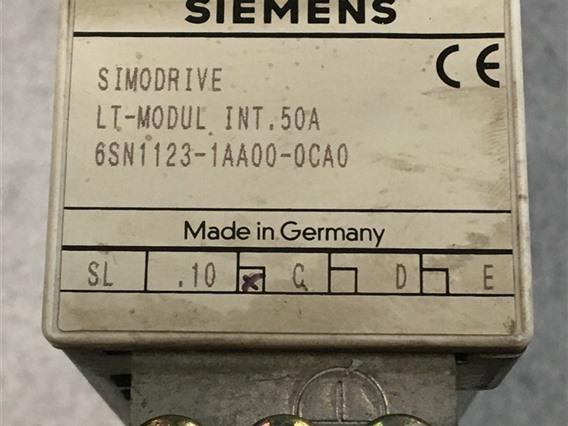 SIEMENS
SIMODRIVE
LT-MODUL INT.50A
6SN1123-1AA00-0CA0
Made in Germany
SL .10 C D E